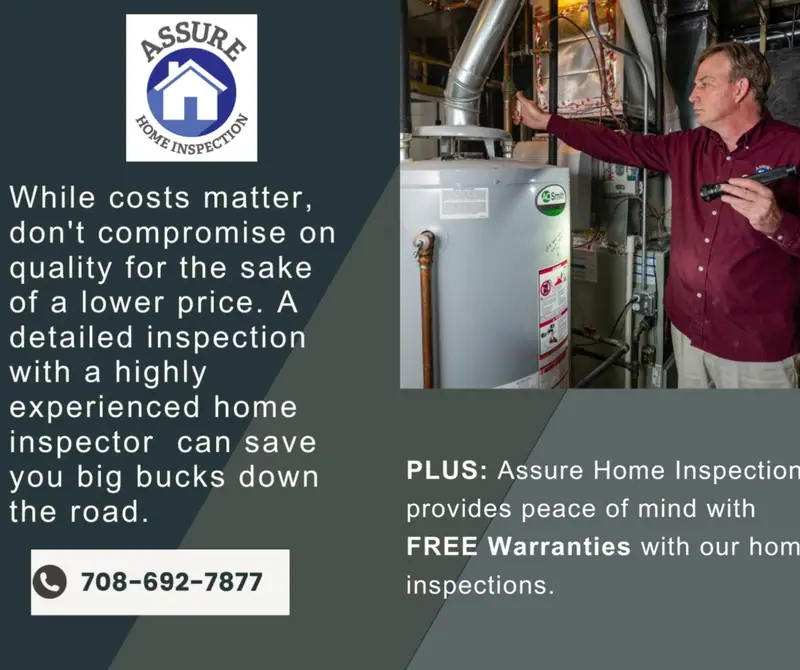 ASSURE
HOME INSPECTION
While costs matter,
don't compromise on
quality for the sake
of a lower price. A
detailed inspection
with a highly
experienced home
inspector can save
you big bucks down
the road.
708-692-7877
Smith
PLUS: Assure Home Inspection
provides peace of mind with
FREE Warranties with our hom
inspections.